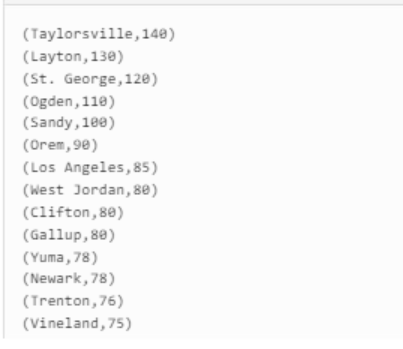 (Taylorsville,140)
(Layton,130)
(St. George,120)
(Ogden,110)
(Sandy,100)
(Orem,90)
(Los Angeles,85)
(West Jordan,80)
(Clifton,80)
(Gallup,80)
(Yuma,78)
(Newark,78)
(Trenton,76)
(Vineland,75)